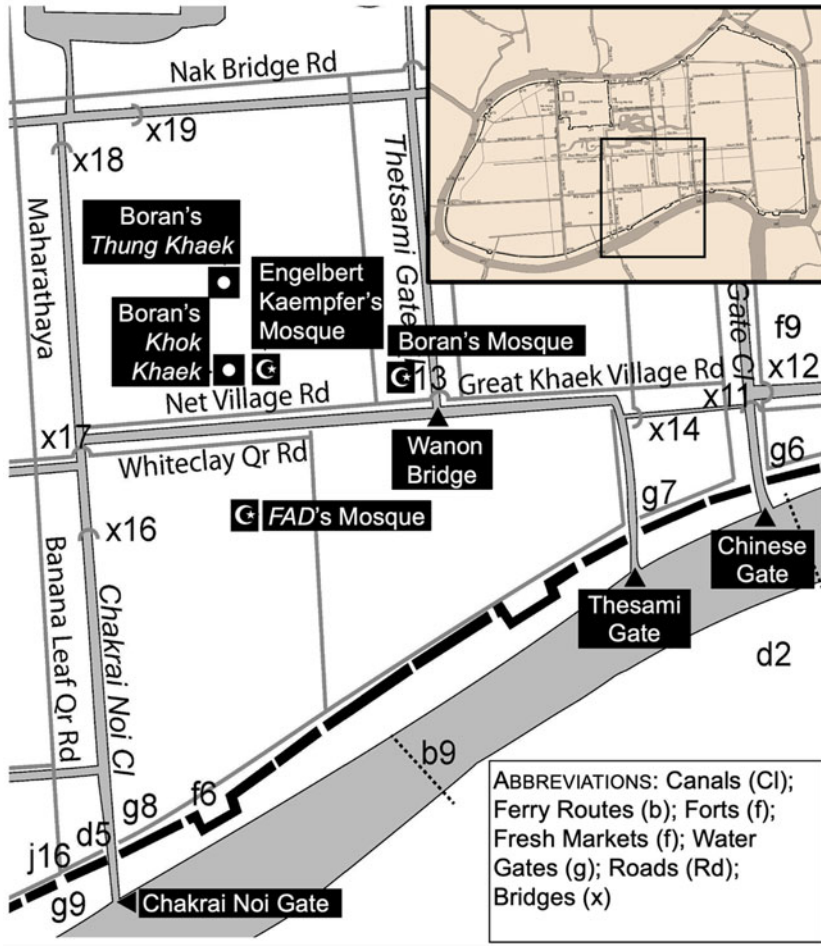 Nak Bridge Rd
x19
x18
Maharathaya
Thetsami Gate
Boran's
Thung Khaek
Engelbert
Kaempfer's
Mosque
Boran's
Khok
Khaek
Boran's Mosque
13
Gate Cl
f9
x12
Net Village Rd
Great Khaek Village Rd
x11
x17
x14
Whiteclay Qr Rd
Wanon
Bridge
g6
g7
FAD's Mosque
x16
Chinese
Gate
Banana Leaf Qr Rd
Chakrai Noi Cl
Thesami
Gate
d2
b9
f6
g8
d5
j16
g9
Chakrai Noi Gate
ABBREVIATIONS: Canals (Cl);
Ferry Routes (b); Forts (f);
Fresh Markets (f); Water
Gates (g); Roads (Rd);
Bridges (x)